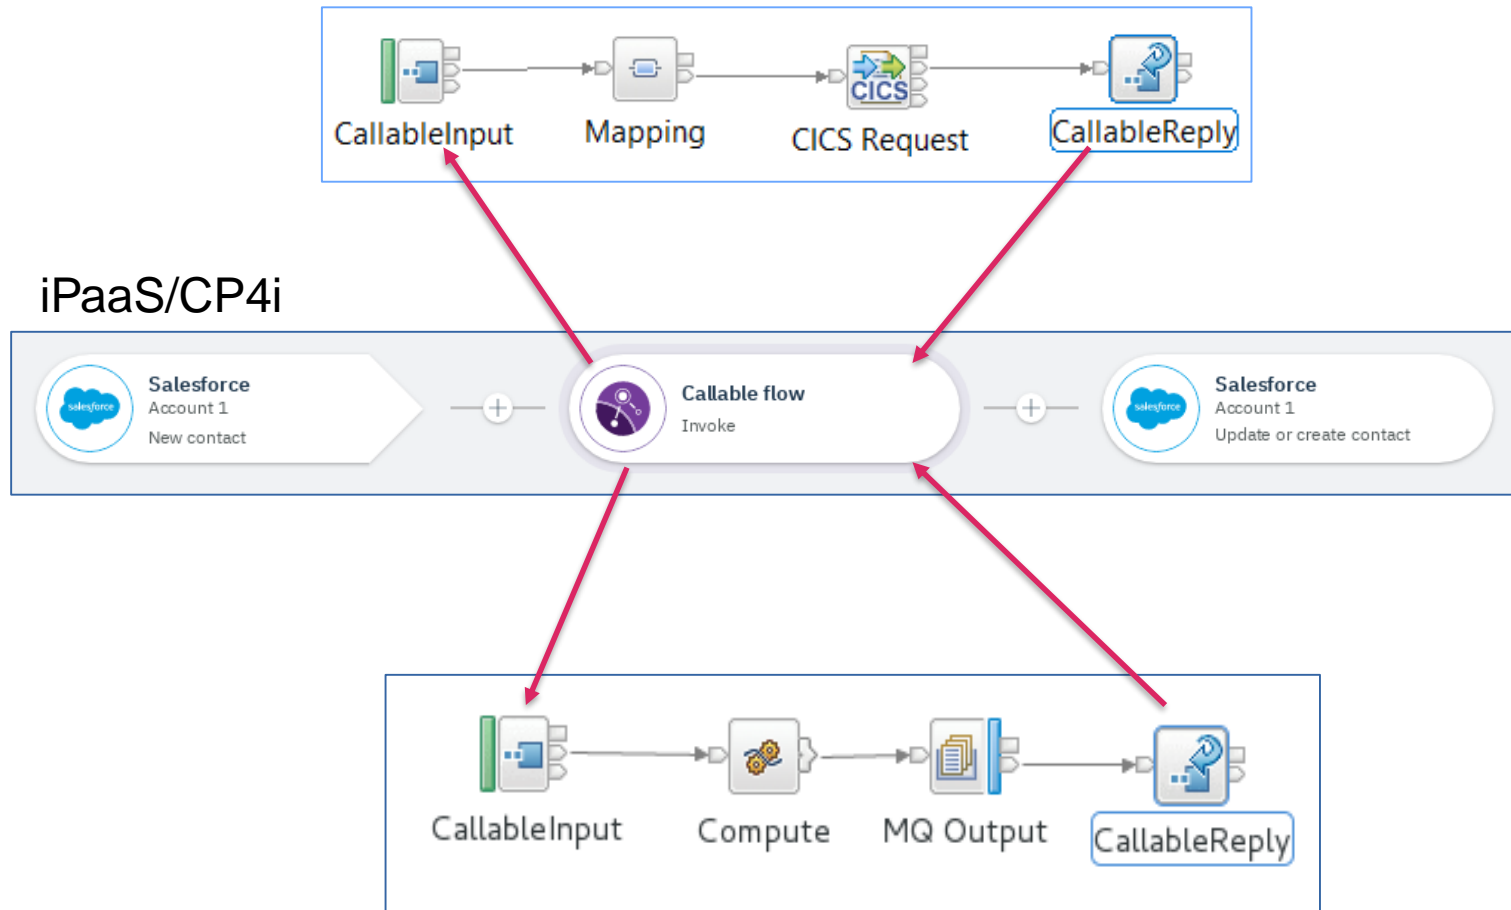 CICS
CallableInput
Mapping
CICS Request
CallableReply
iPaaS/CP4i
salesforce
Salesforce
Account 1
New contact
Callable flow
Invoke
salesforce
Salesforce
Account 1
Update or create contact
CallableInput
Compute
MQ Output
CallableReply